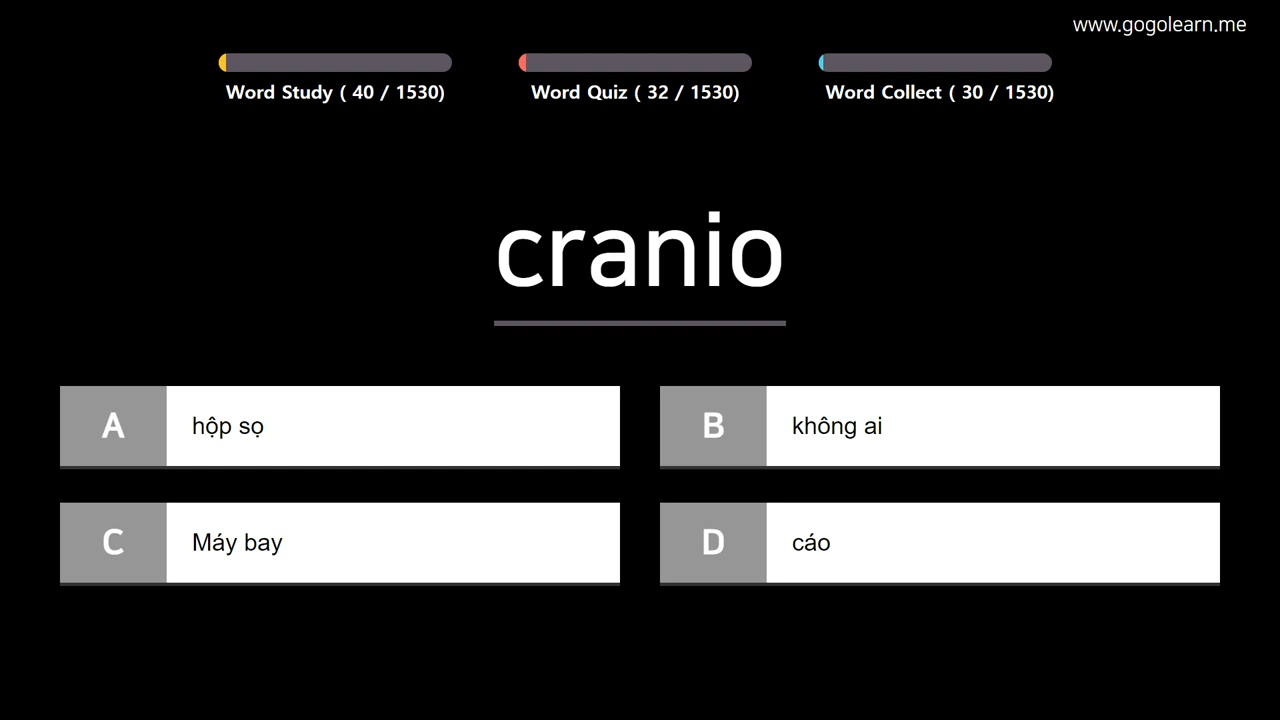 www.gogolearn.me
Word Study ( 40 / 1530)
Word Quiz ( 32 / 1530)
Word Collect ( 30 / 1530)
cranio
A hộp sọ
B không ai
C Máy bay
D cáo